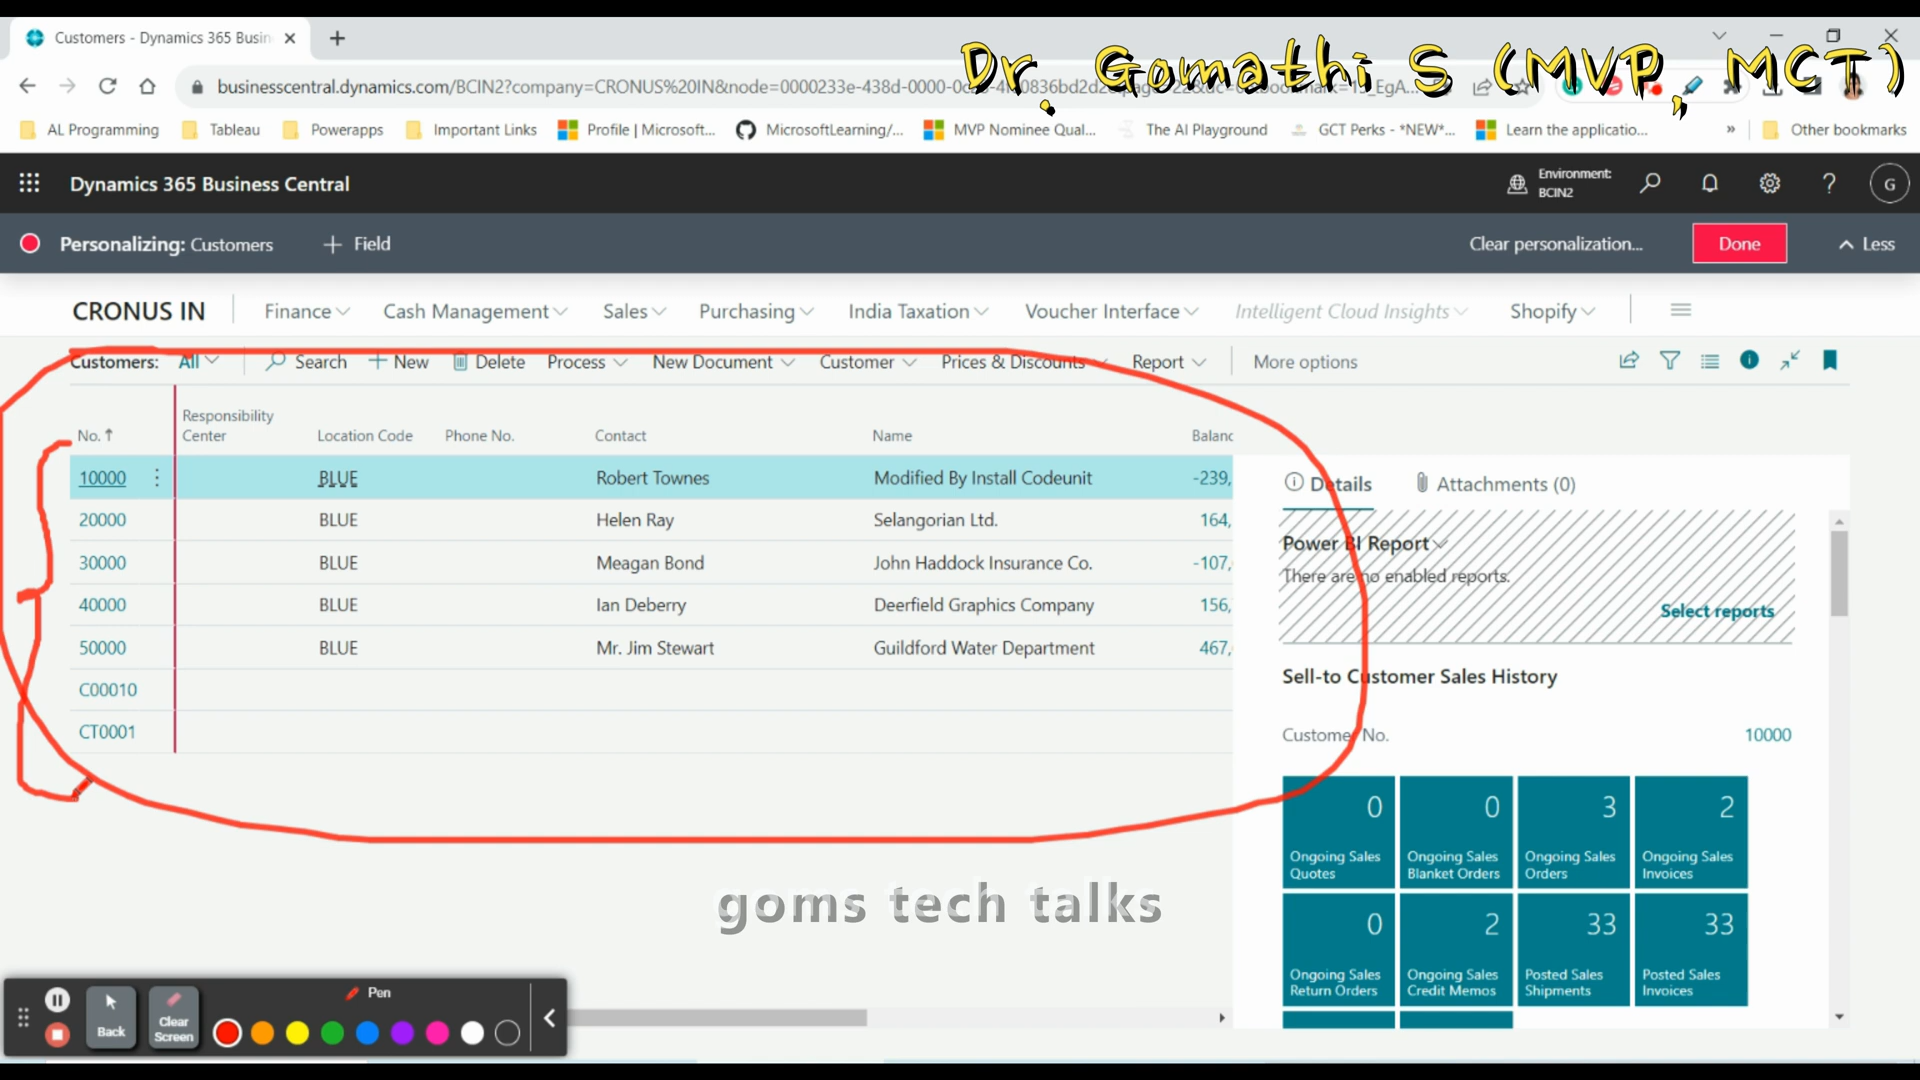 Customers - Dynamics 365 Busin
Dr. Gomathi S (MVP, MCT)
AL Programming Tableau Powerapps Important Links Profile | Microsoft... MicrosoftLearning/... MVP Nominee Qual... The AI Playground GCT Perks - *NEW*... Learn the applicatio... » Other bookmarks
Dynamics 365 Business Central
Environment:
BCIN2
G
Personalizing: Customers + Field Clear personalization... Done Less
CRONUS IN Finance Cash Management Sales Purchasing India Taxation Voucher Interface Intelligent Cloud Insights Shopify
Customers: All Search + New Delete Process New Document Customer Prices & Discounts Report More options
No. ↑ Responsibility Center Location Code Phone No. Contact Name Balanc
10000 BLUE Robert Townes Modified By Install Codeunit -239,
20000 BLUE Helen Ray Selangorian Ltd. 164,
30000 BLUE Meagan Bond John Haddock Insurance Co. -107,
40000 BLUE Ian Deberry Deerfield Graphics Company 156,
50000 BLUE Mr. Jim Stewart Guildford Water Department 467,
C00010
CT0001
Details Attachments (0)
Power BI Report
There are no enabled reports.
Select reports
Sell-to Customer Sales History
Customer No. 10000
0 0 3 2
Ongoing Sales Quotes Ongoing Sales Blanket Orders Ongoing Sales Orders Ongoing Sales Invoices
0 2 33 33
Ongoing Sales Return Orders Ongoing Sales Credit Memos Posted Sales Shipments Posted Sales Invoices
goms tech talks
Pen
Back
Clear Screen